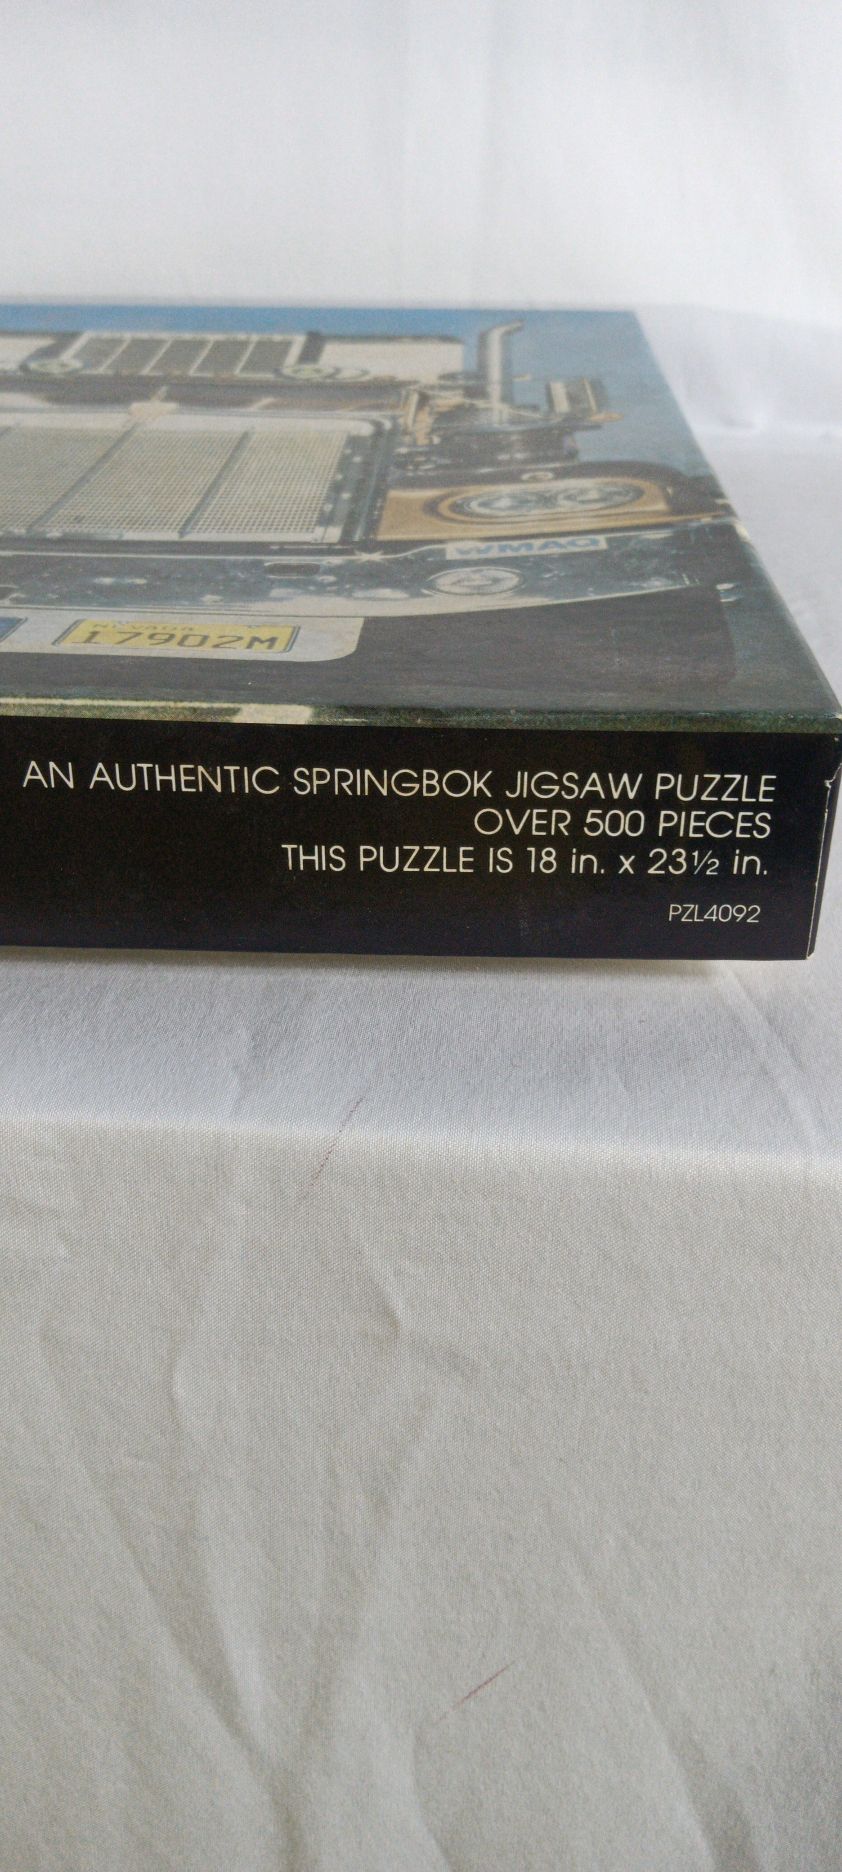 WMAQ
NEVADA
17902M
AN AUTHENTIC SPRINGBOK JIGSAW PUZZLE
OVER 500 PIECES
THIS PUZZLE IS 18 in. x 23½ in.
PZL4092